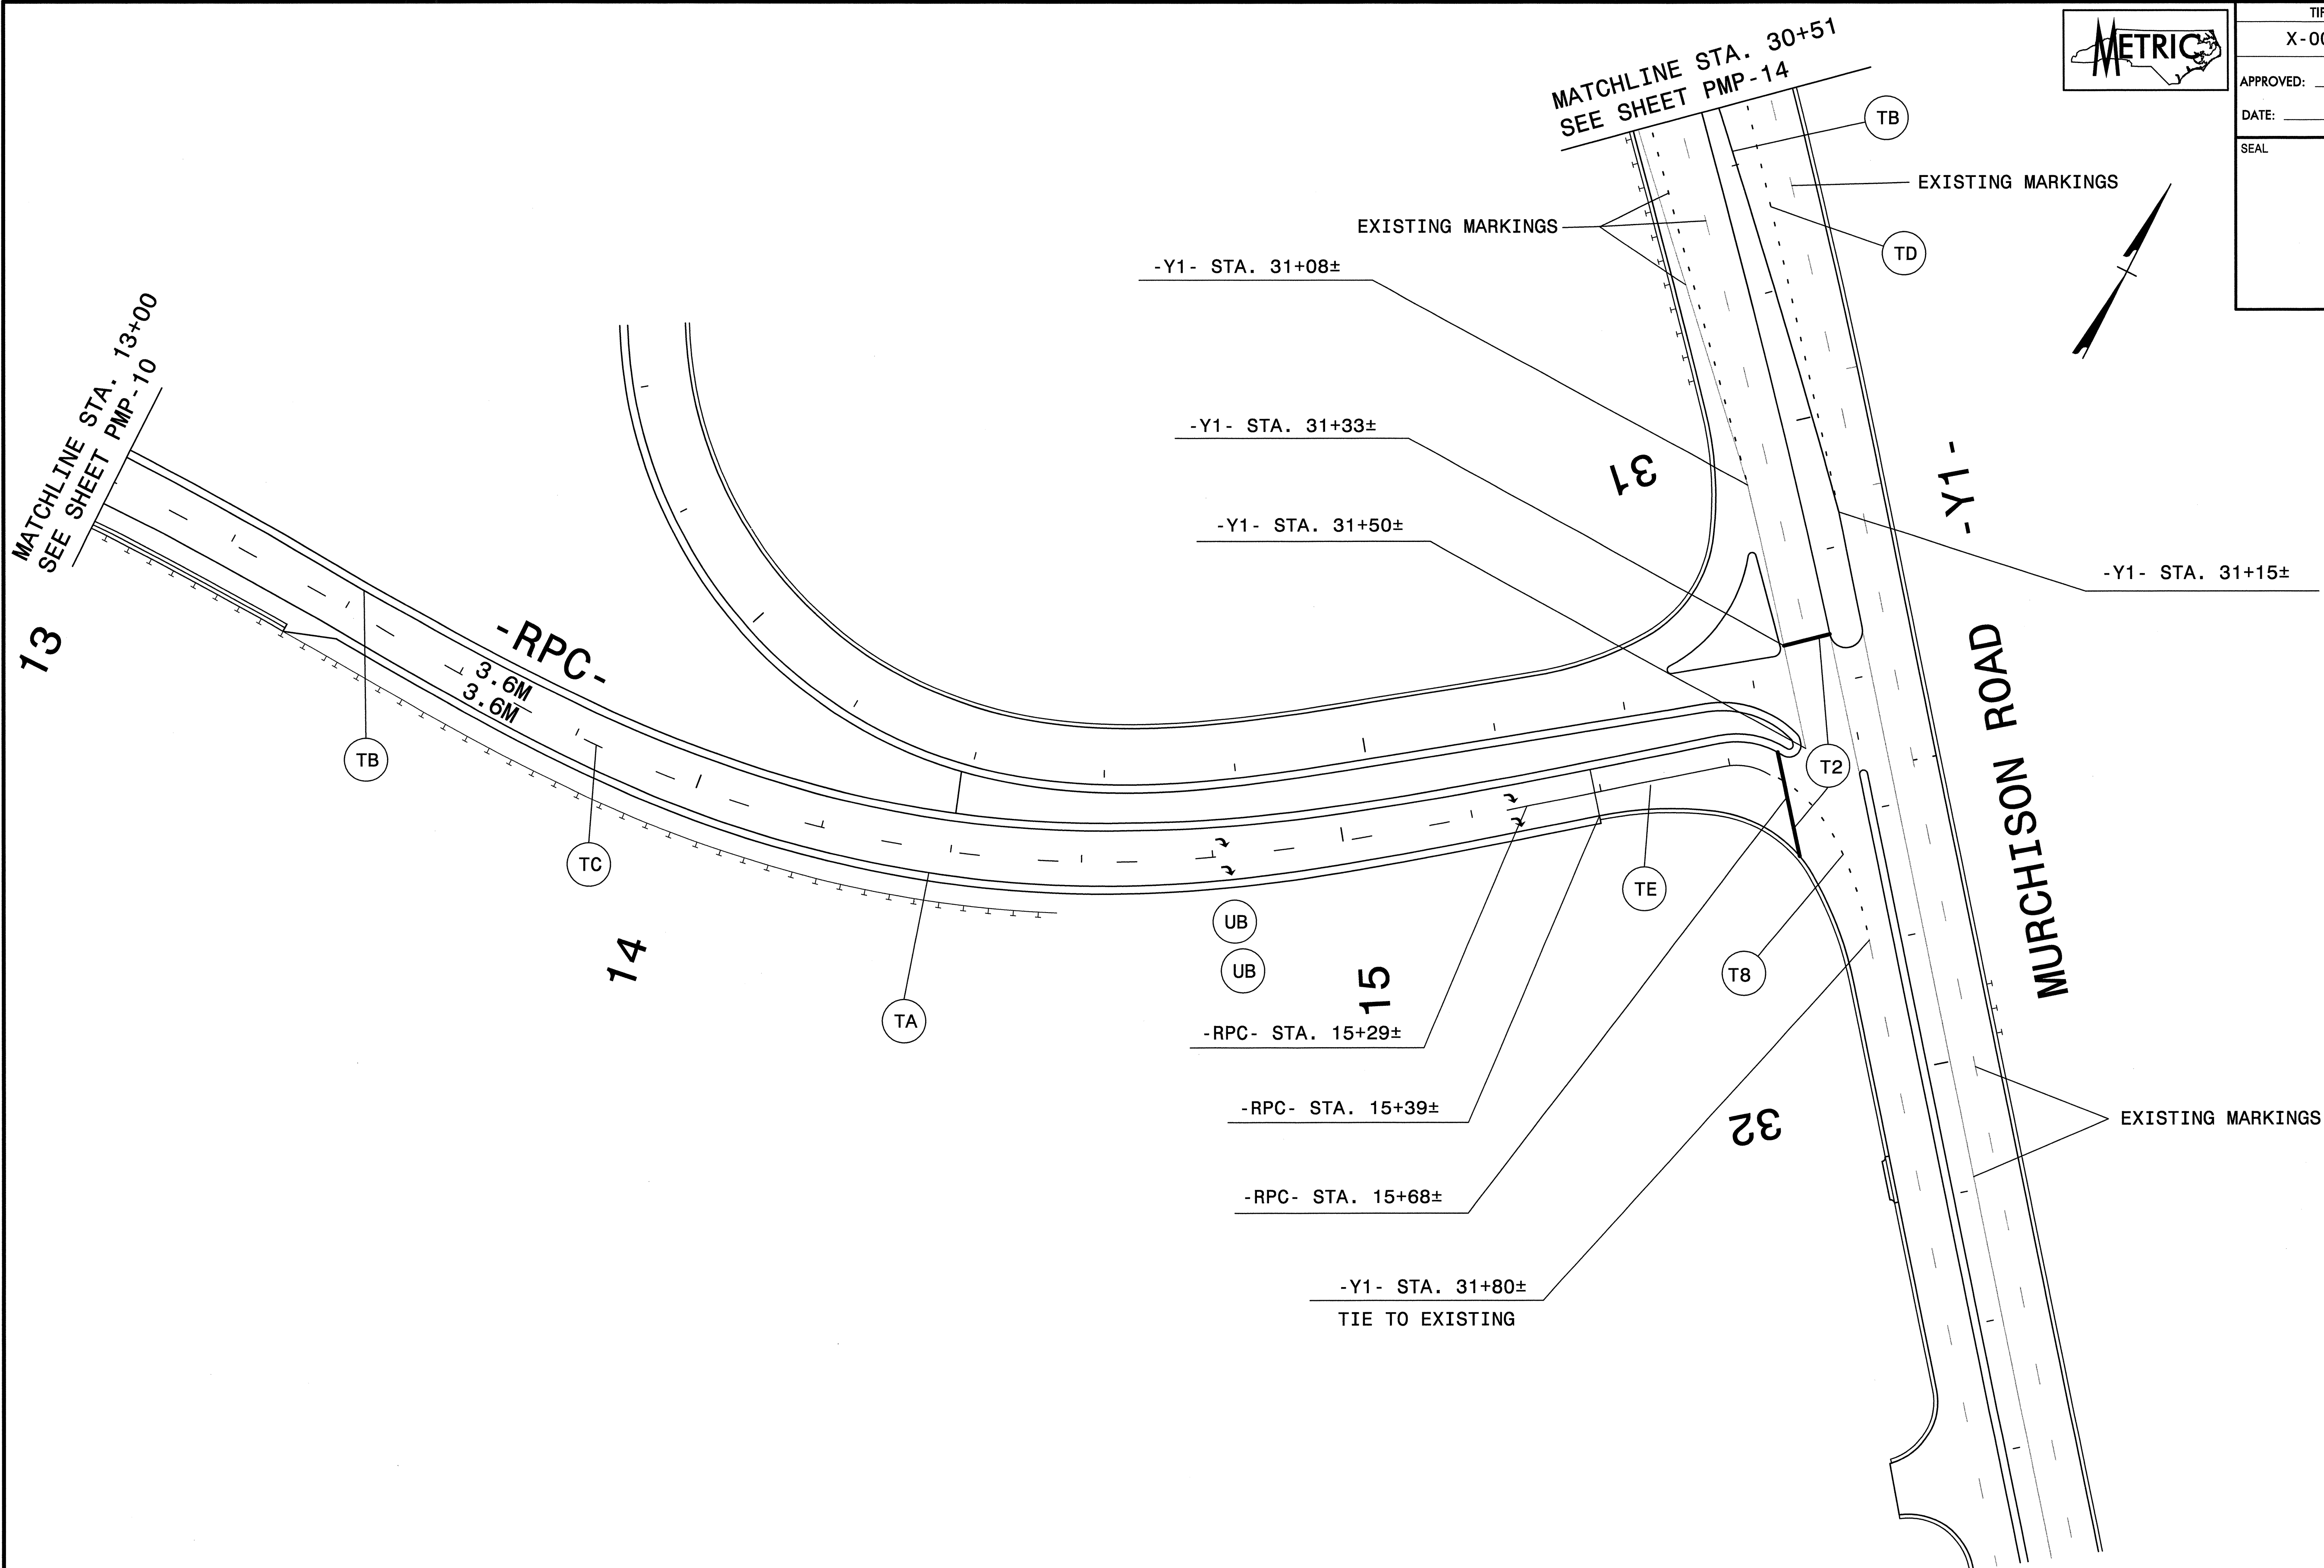 METRIC
TIP
X-00
APPROVED:
DATE:
SEAL
MATCHLINE STA. 30+51
SEE SHEET PMP-14
TB
EXISTING MARKINGS
EXISTING MARKINGS
TD
-Y1- STA. 31+08±
MATCHLINE STA. 13+00
SEE SHEET PMP-10
-Y1- STA. 31+33±
31
-Y1-
-Y1- STA. 31+50±
-Y1- STA. 31+15±
13
-RPC-
3.6M
3.6M
TB
TC
T2
MURCHISON ROAD
TE
UB
UB
14
15
T8
TA
-RPC- STA. 15+29±
-RPC- STA. 15+39±
32
EXISTING MARKINGS
-RPC- STA. 15+68±
-Y1- STA. 31+80±
TIE TO EXISTING